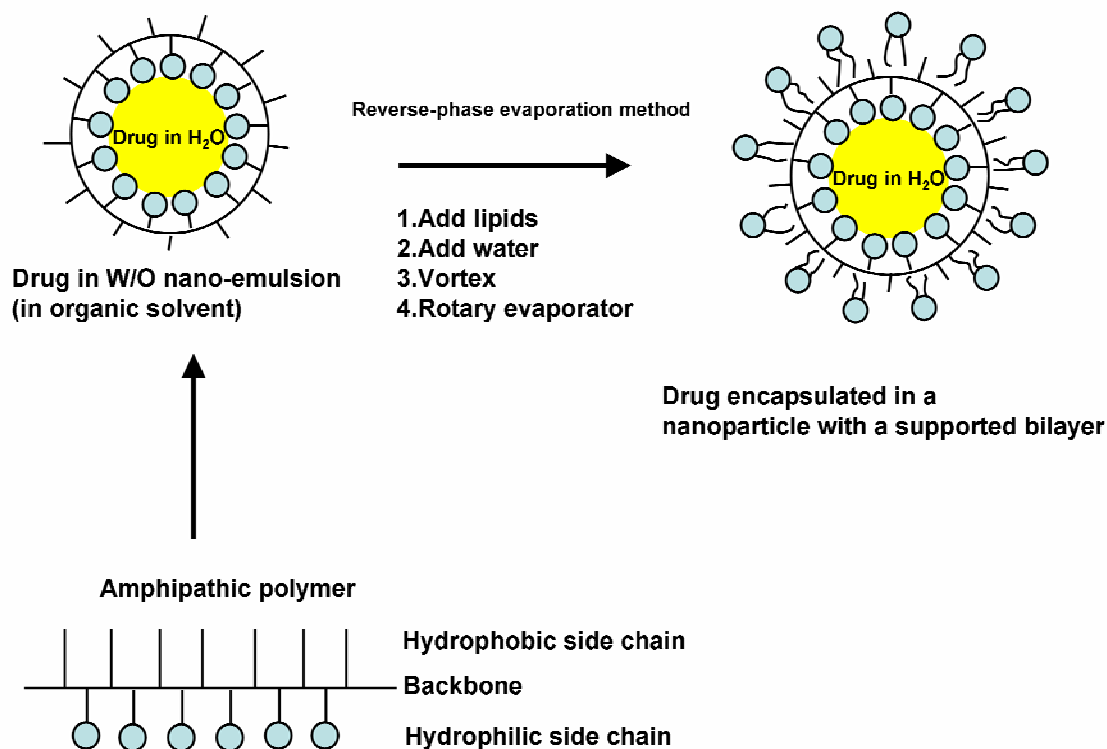 Drug in H₂O
Drug in W/O nano-emulsion
(in organic solvent)
Reverse-phase evaporation method
1.Add lipids
2.Add water
3.Vortex
4.Rotary evaporator
Drug in H₂O
Drug encapsulated in a
nanoparticle with a supported bilayer
Amphipathic polymer
Hydrophobic side chain
Backbone
Hydrophilic side chain